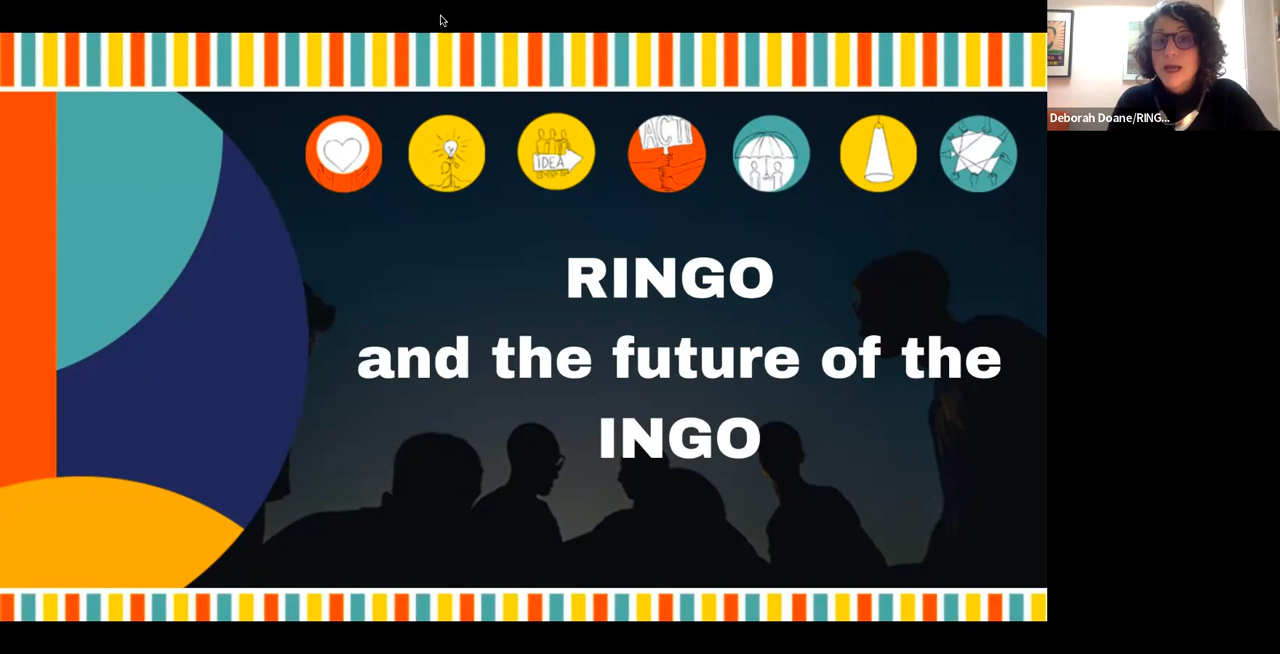 Deborah Doane/RING...
ACT!
IDEA
RINGO
and the future of the
INGO